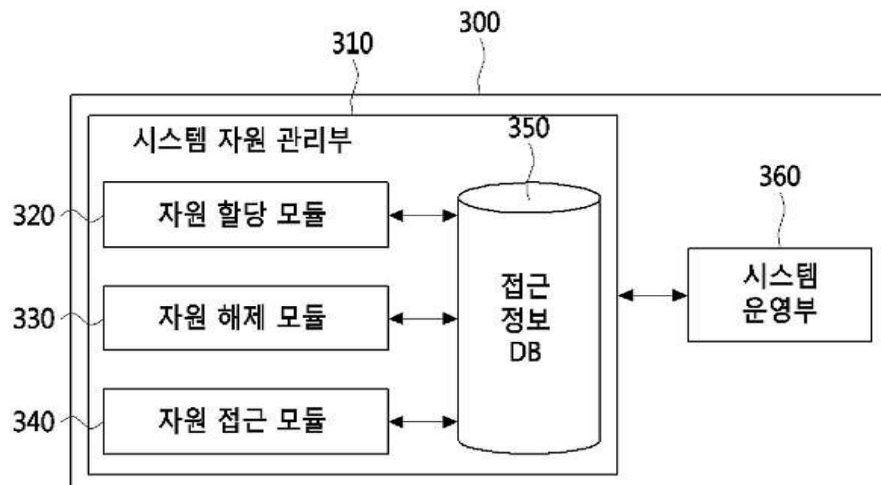 300
310
시스템 자원 관리부
350
360
320
자원 할당 모듈
시스템
운영부
접근
정보
DB
330
자원 해제 모듈
340
자원 접근 모듈